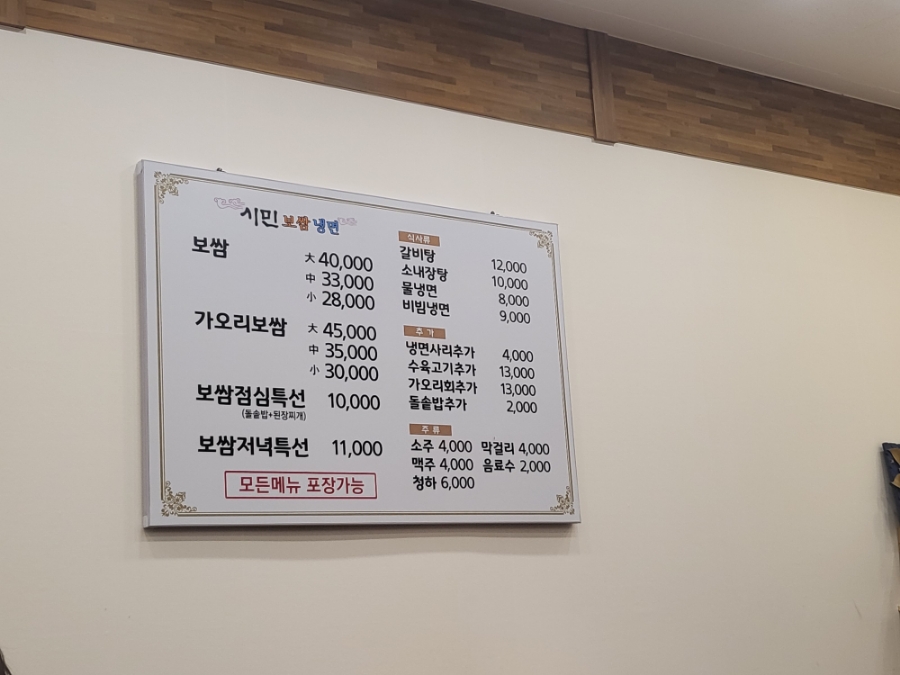 시민 보쌈 냉면
보쌈 大 40,000
中 33,000
小 28,000
가오리보쌈 大 45,000
中 35,000
小 30,000
보쌈점심특선 10,000
(돌솥밥+된장찌개)
보쌈저녁특선 11,000
모든메뉴 포장가능
식사류
갈비탕 12,000
소내장탕 10,000
물냉면 8,000
비빔냉면 9,000
추 가
냉면사리추가 4,000
수육고기추가 13,000
가오리회추가 13,000
돌솥밥추가 2,000
주 류
소주 4,000 막걸리 4,000
맥주 4,000 음료수 2,000
청하 6,000